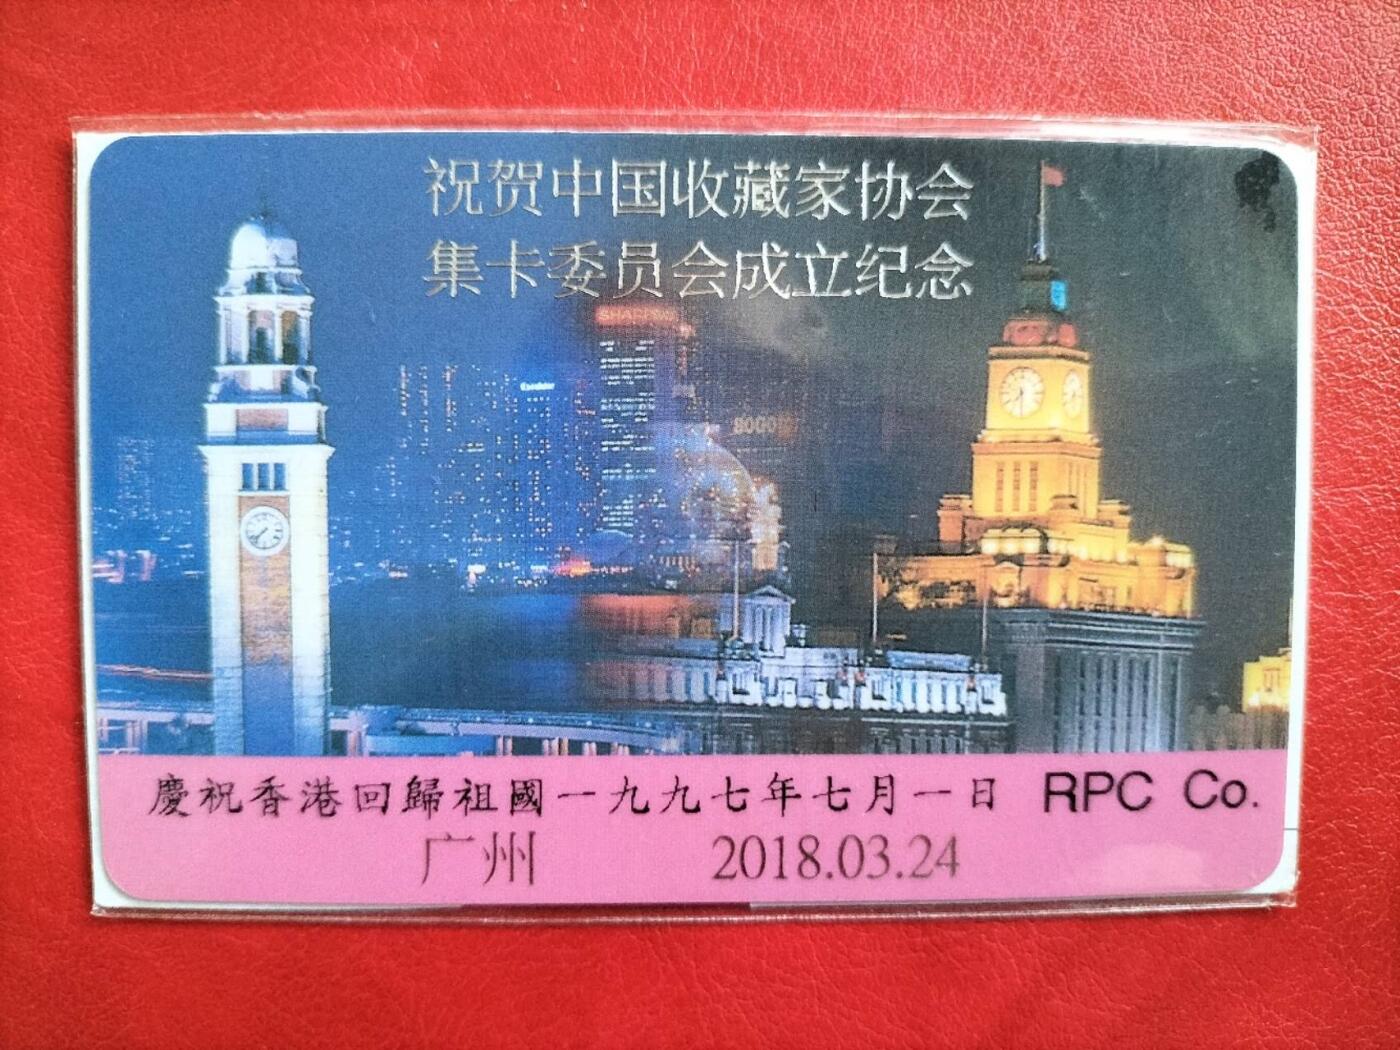 祝贺中国收藏家协会
集卡委员会成立纪念
SOGO
慶祝香港回歸祖國一九九七年七月一日 RPC Co.
广州 2018.03.24